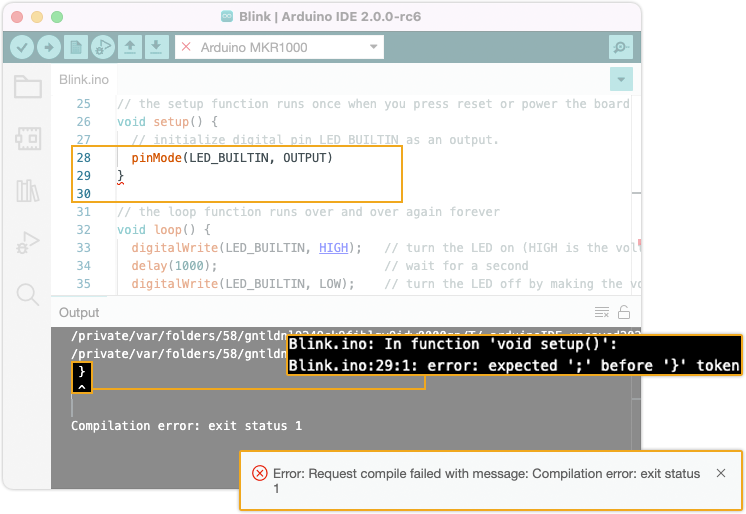 Blink | Arduino IDE 2.0.0-rc6
Arduino MKR1000
Blink.ino
25 // the setup function runs once when you press reset or power the board
26 void setup() {
27 // initialize digital pin LED_BUILTIN as an output.
28 pinMode(LED_BUILTIN, OUTPUT)
29 }
30
31 // the loop function runs over and over again forever
32 void loop() {
33 digitalWrite(LED_BUILTIN, HIGH); // turn the LED on (HIGH is the vol
34 delay(1000); // wait for a second
35 digitalWrite(LED_BUILTIN, LOW); // turn the LED off by making the vo
Output
/private/var/folders/58/
/private/var/folders/58/
Blink.ino: In function 'void setup()':
Blink.ino:29:1: error: expected ';' before '}' token
}
^
Compilation error: exit status 1
Error: Request compile failed with message: Compilation error: exit status
1